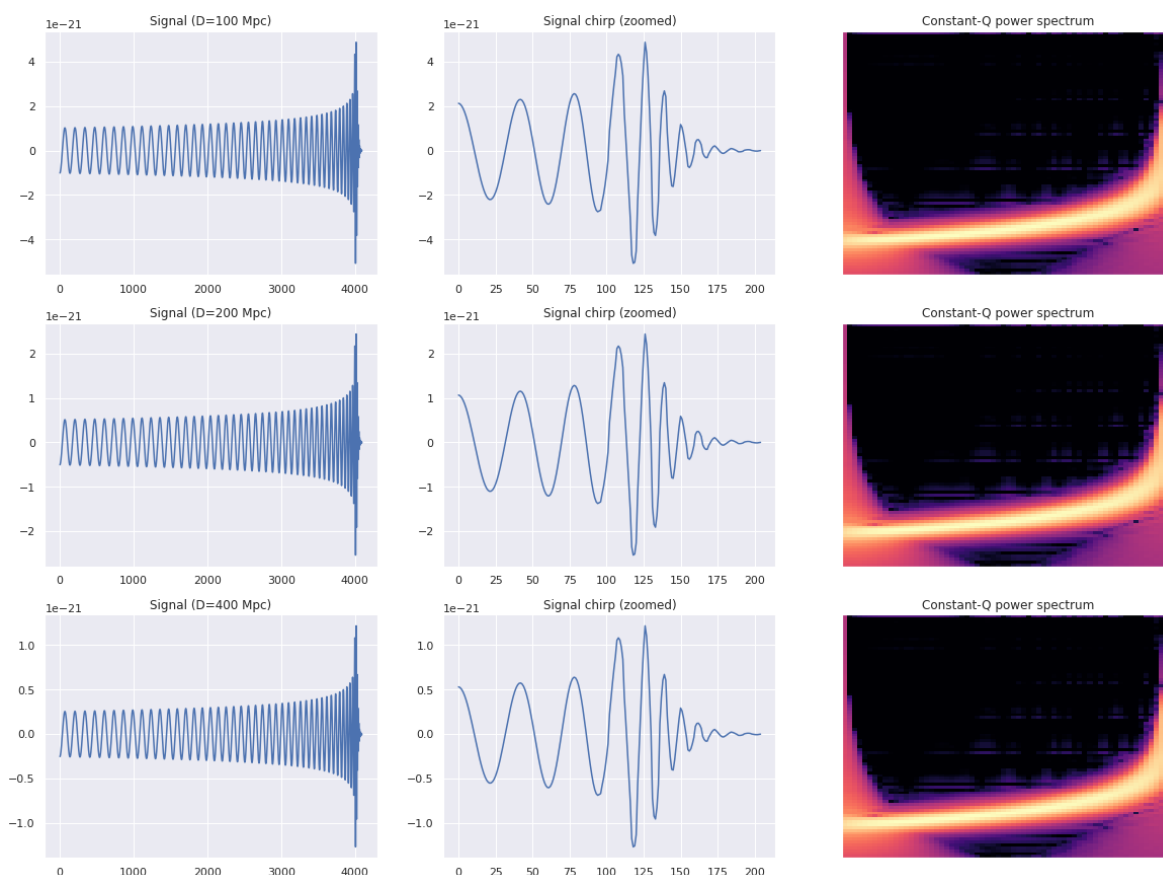 Signal (D=100 Mpc)
Signal chirp (zoomed)
Constant-Q power spectrum
1e−21
4
2
0
−2
−4
0 1000 2000 3000 4000
1e−21
4
2
0
−2
−4
0 25 50 75 100 125 150 175 200
Signal (D=200 Mpc)
Signal chirp (zoomed)
Constant-Q power spectrum
1e−21
2
1
0
−1
−2
0 1000 2000 3000 4000
1e−21
2
1
0
−1
−2
0 25 50 75 100 125 150 175 200
Signal (D=400 Mpc)
Signal chirp (zoomed)
Constant-Q power spectrum
1e−21
1.0
0.5
0.0
−0.5
−1.0
0 1000 2000 3000 4000
1e−21
1.0
0.5
0.0
−0.5
−1.0
0 25 50 75 100 125 150 175 200